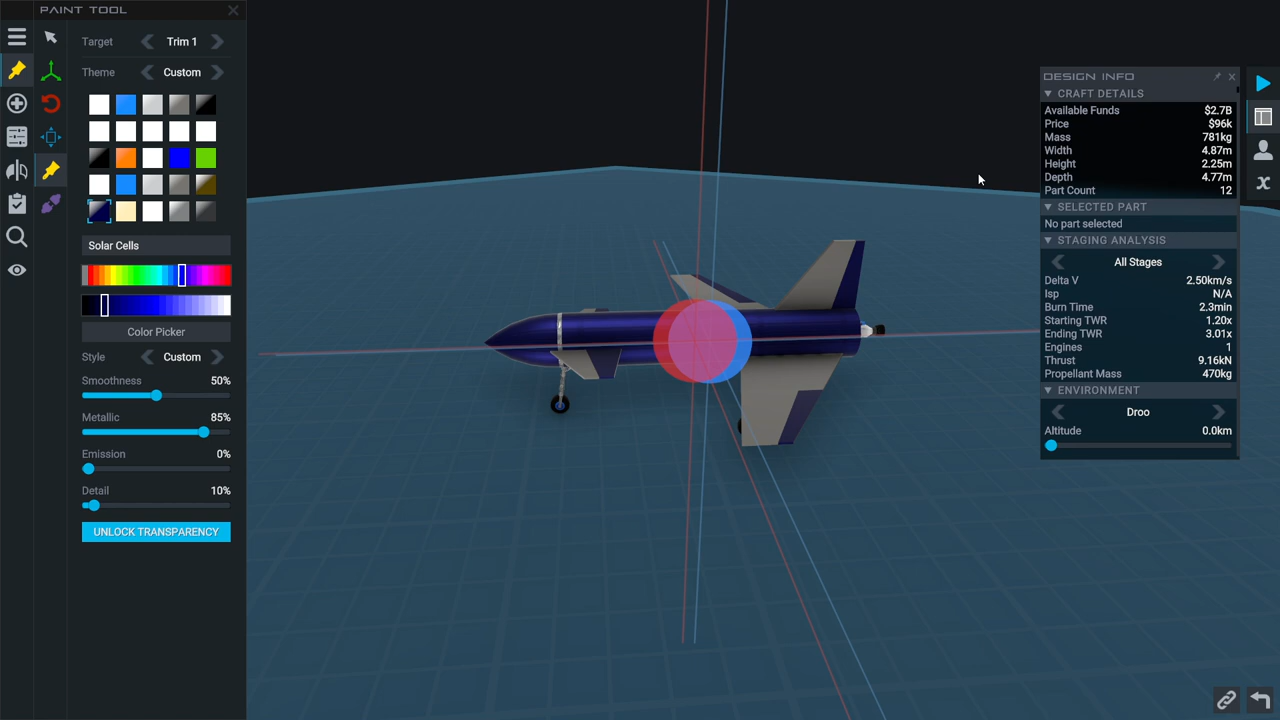 PAINT TOOL
Target Trim 1
Theme Custom
Solar Cells
Color Picker
Style Custom
Smoothness 50%
Metallic 85%
Emission 0%
Detail 10%
UNLOCK TRANSPARENCY
DESIGN INFO
CRAFT DETAILS
Available Funds $2.7B
Price $96k
Mass 781kg
Width 4.87m
Height 2.25m
Depth 4.77m
Part Count 12
SELECTED PART
No part selected
STAGING ANALYSIS
All Stages
Delta V 2.50km/s
Isp N/A
Burn Time 2.3min
Starting TWR 1.20x
Ending TWR 3.01x
Engines 1
Thrust 9.16kN
Propellant Mass 470kg
ENVIRONMENT
Droo
Altitude 0.0km